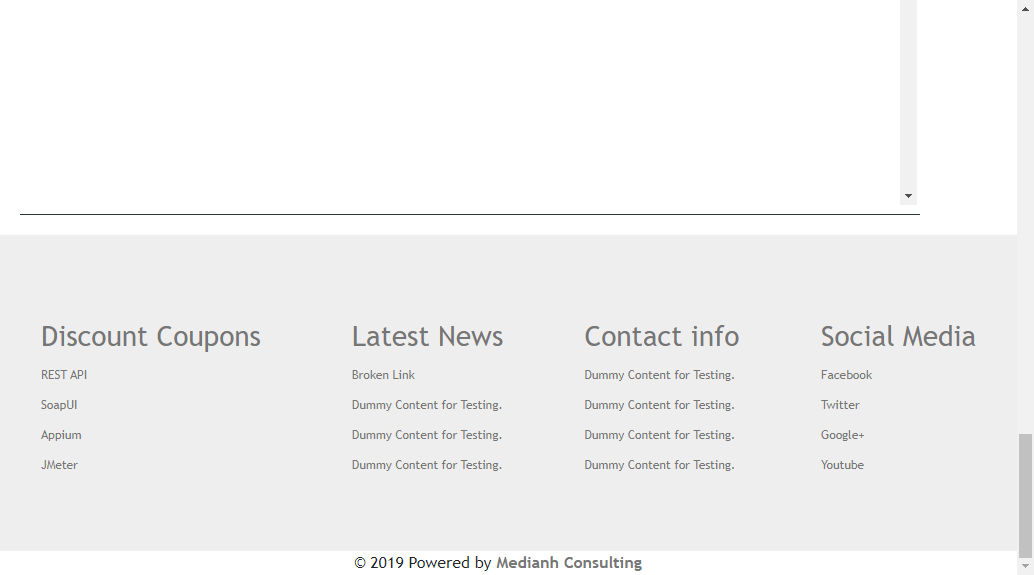 Discount Coupons
REST API
SoapUI
Appium
JMeter
Latest News
Broken Link
Dummy Content for Testing.
Dummy Content for Testing.
Dummy Content for Testing.
Contact info
Dummy Content for Testing.
Dummy Content for Testing.
Dummy Content for Testing.
Dummy Content for Testing.
Social Media
Facebook
Twitter
Google+
Youtube
© 2019 Powered by Medianh Consulting